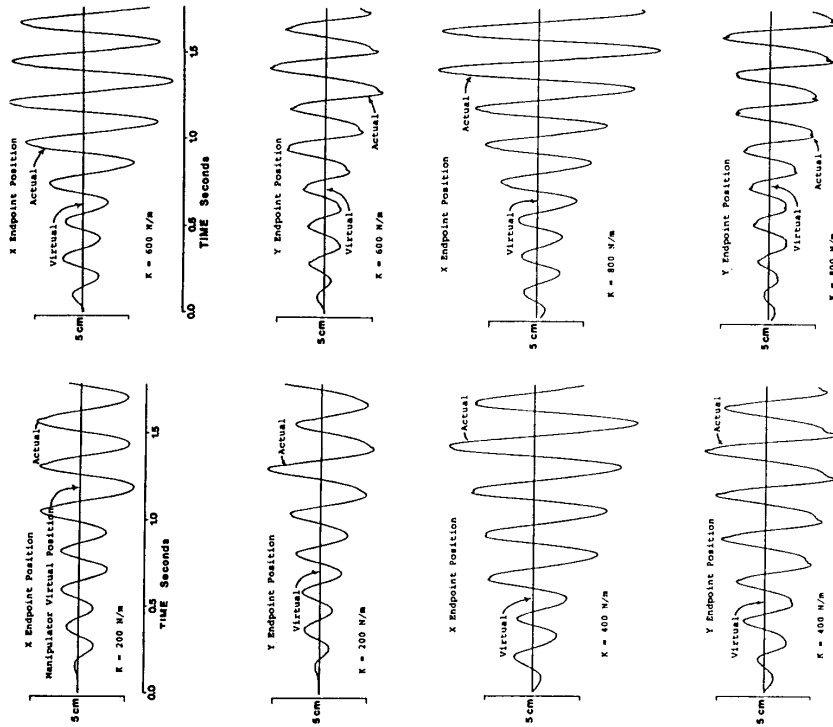 X Endpoint Position
Manipulator Virtual Position
Actual
5 cm
K = 200 N/m
0.0
0.5
1.0
1.5
TIME Seconds
Y Endpoint Position
Actual
Virtual
5 cm
K = 200 N/m
X Endpoint Position
Actual
Virtual
5 cm
K = 400 N/m
Y Endpoint Position
Actual
Virtual
5 cm
K = 400 N/m
X Endpoint Position
Actual
Virtual
5 cm
K = 600 N/m
0.0
0.5
1.0
1.5
TIME Seconds
Y Endpoint Position
Virtual
Actual
5 cm
K = 600 N/m
X Endpoint Position
Actual
Virtual
5 cm
K = 800 N/m
Y Endpoint Position
Virtual
Actual
5 cm